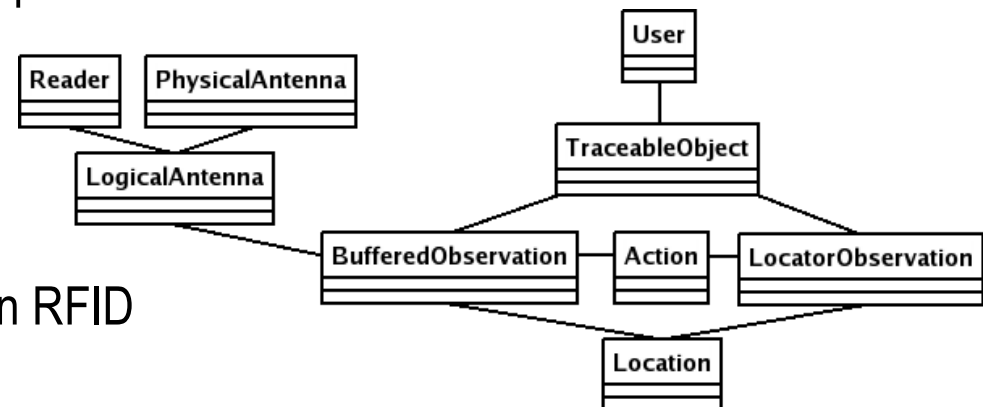 User
Reader
PhysicalAntenna
TraceableObject
LogicalAntenna
BufferedObservation
Action
LocatorObservation
n RFID
Location